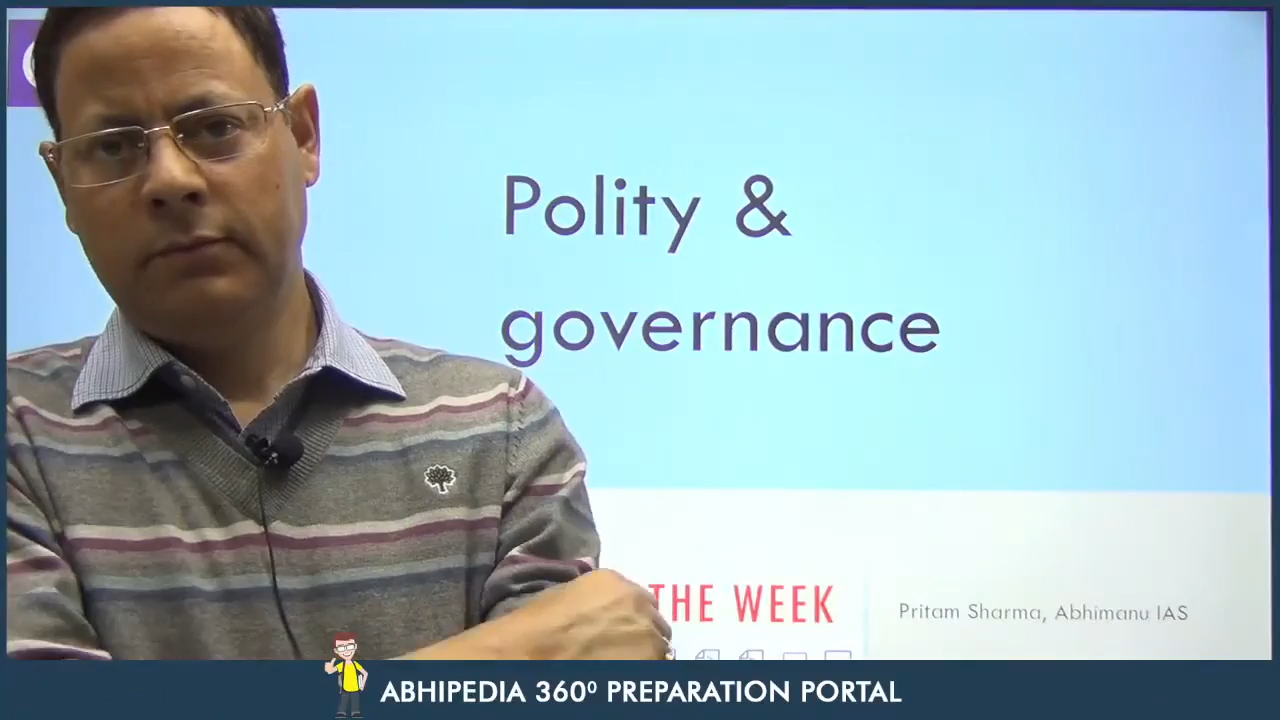 Polity &
governance
THE WEEK
Pritam Sharma, Abhimanu IAS
ABHIPEDIA 360⁰ PREPARATION PORTAL